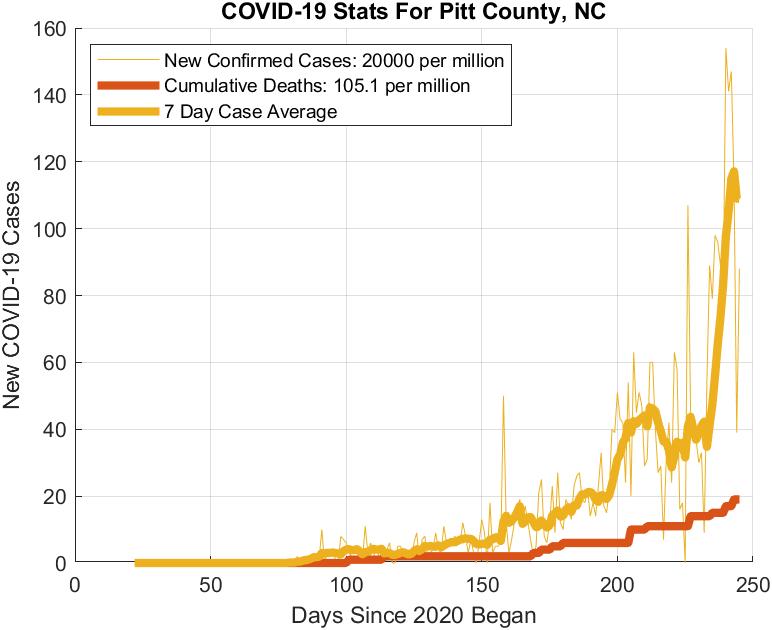 COVID-19 Stats For Pitt County, NC
160
New Confirmed Cases: 20000 per million
Cumulative Deaths: 105.1 per million
7 Day Case Average
140
120
100
80
60
40
20
0
New COVID-19 Cases
0 50 100 150 200 250
Days Since 2020 Began